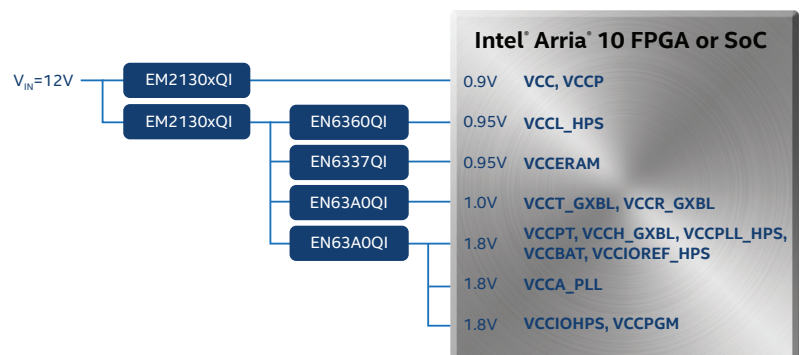 Intel® Arria® 10 FPGA or SoC
VIN=12V
EM2130xQI
0.9V VCC, VCCP
EM2130xQI
EN6360QI
0.95V VCCL_HPS
EN6337QI
0.95V VCCERAM
EN63A0QI
1.0V VCCT_GXBL, VCCR_GXBL
EN63A0QI
1.8V VCCPT, VCCH_GXBL, VCCPLL_HPS,
VCCBAT, VCCIOREF_HPS
1.8V VCCA_PLL
1.8V VCCIOHPS, VCCPGM